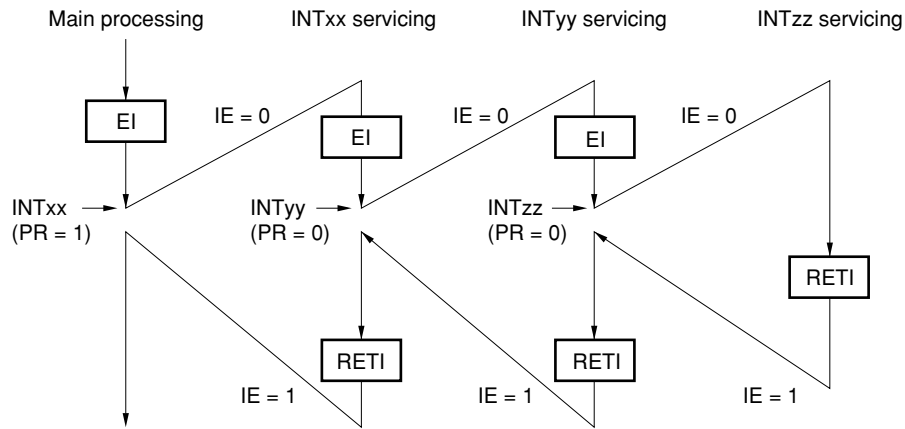 Main processing
INTxx servicing
INTyy servicing
INTzz servicing
EI
IE = 0
EI
IE = 0
EI
IE = 0
INTxx
(PR = 1)
INTyy
(PR = 0)
INTzz
(PR = 0)
RETI
RETI
RETI
IE = 1
IE = 1
IE = 1